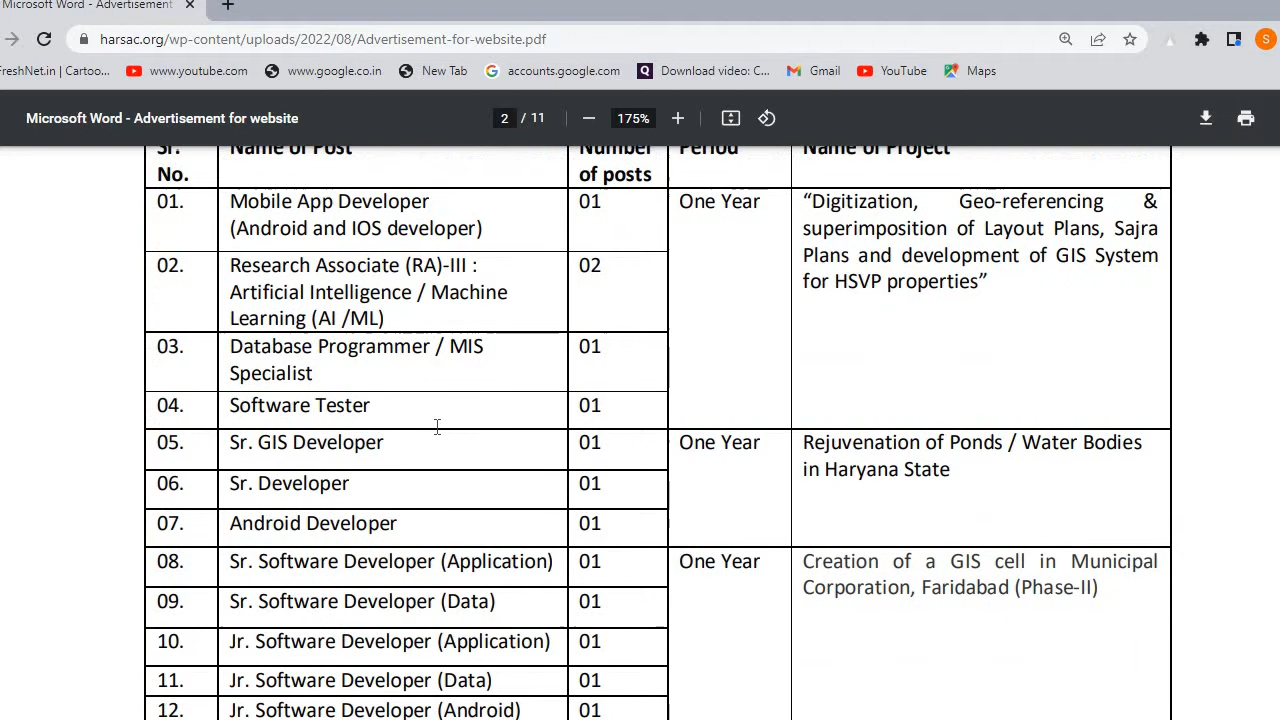 Microsoft Word - Advertisement
harsac.org/wp-content/uploads/2022/08/Advertisement-for-website.pdf
S
FreshNet.in | Cartoo...
www.youtube.com
www.google.co.in
New Tab
accounts.google.com
Download video: C...
Gmail
YouTube
Maps
Microsoft Word - Advertisement for website
2 / 11
175%
Sr. Name of Post Number Period Name of Project
No. of posts
01. Mobile App Developer 01 One Year “Digitization, Geo-referencing &
(Android and IOS developer) superimposition of Layout Plans, Sajra
Plans and development of GIS System
for HSVP properties”
02. Research Associate (RA)-III : 02
Artificial Intelligence / Machine
Learning (AI /ML)
03. Database Programmer / MIS 01
Specialist
04. Software Tester 01
05. Sr. GIS Developer 01 One Year Rejuvenation of Ponds / Water Bodies
in Haryana State
06. Sr. Developer 01
07. Android Developer 01
08. Sr. Software Developer (Application) 01 One Year Creation of a GIS cell in Municipal
Corporation, Faridabad (Phase-II)
09. Sr. Software Developer (Data) 01
10. Jr. Software Developer (Application) 01
11. Jr. Software Developer (Data) 01
12. Jr. Software Developer (Android) 01